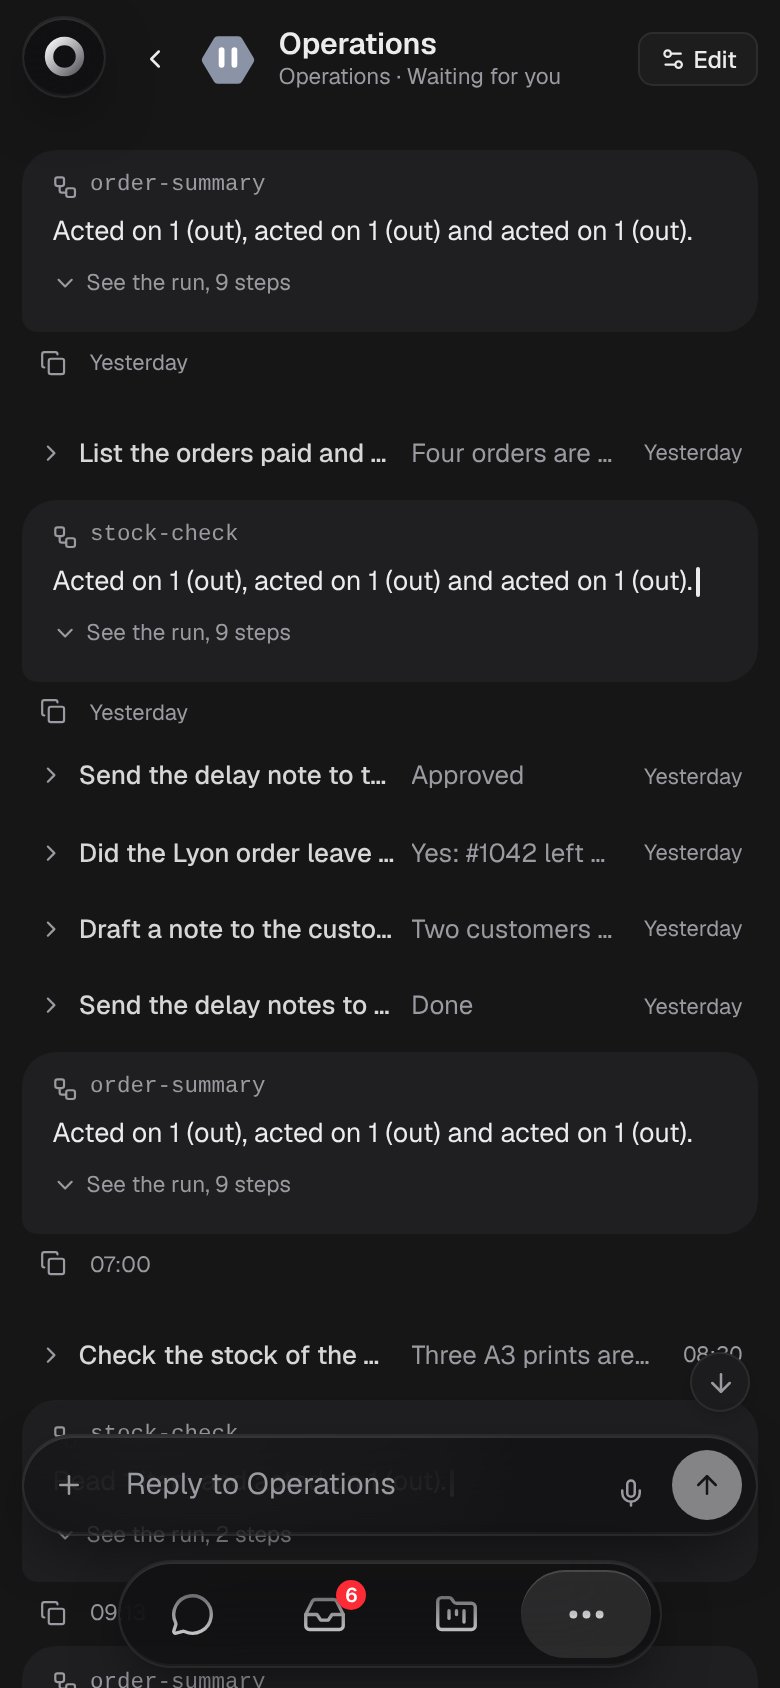 Operations
Operations · Waiting for you
Edit
order-summary
Acted on 1 (out), acted on 1 (out) and acted on 1 (out).
See the run, 9 steps
Yesterday
List the orders paid and ... Four orders are ... Yesterday
stock-check
Acted on 1 (out), acted on 1 (out) and acted on 1 (out).
See the run, 9 steps
Yesterday
Send the delay note to t... Approved Yesterday
Did the Lyon order leave ... Yes: #1042 left ... Yesterday
Draft a note to the custo... Two customers ... Yesterday
Send the delay notes to ... Done Yesterday
order-summary
Acted on 1 (out), acted on 1 (out) and acted on 1 (out).
See the run, 9 steps
07:00
Check the stock of the ... Three A3 prints are...
stock-check
Reply to Operations
See the run, 2 steps
6
order-summary